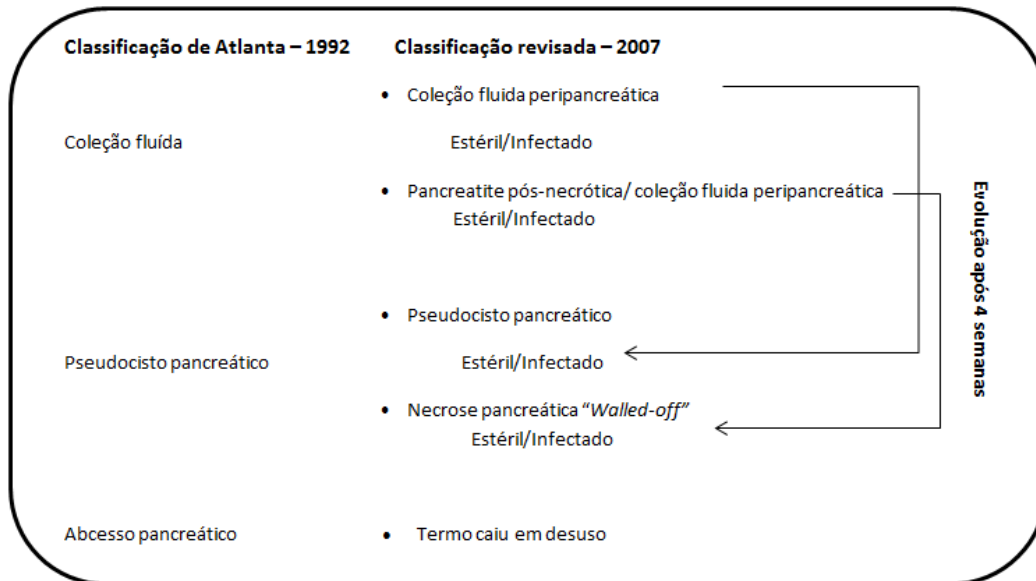 Classificação de Atlanta – 1992 Classificação revisada – 2007
• Coleção fluida peripancreática
Coleção fluída Estéril/Infectado
• Pancreatite pós-necrótica/ coleção fluida peripancreática
Estéril/Infectado
• Pseudocisto pancreático
Pseudocisto pancreático Estéril/Infectado
• Necrose pancreática “Walled-off”
Estéril/Infectado
Abcesso pancreático • Termo caiu em desuso
Evolução após 4 semanas